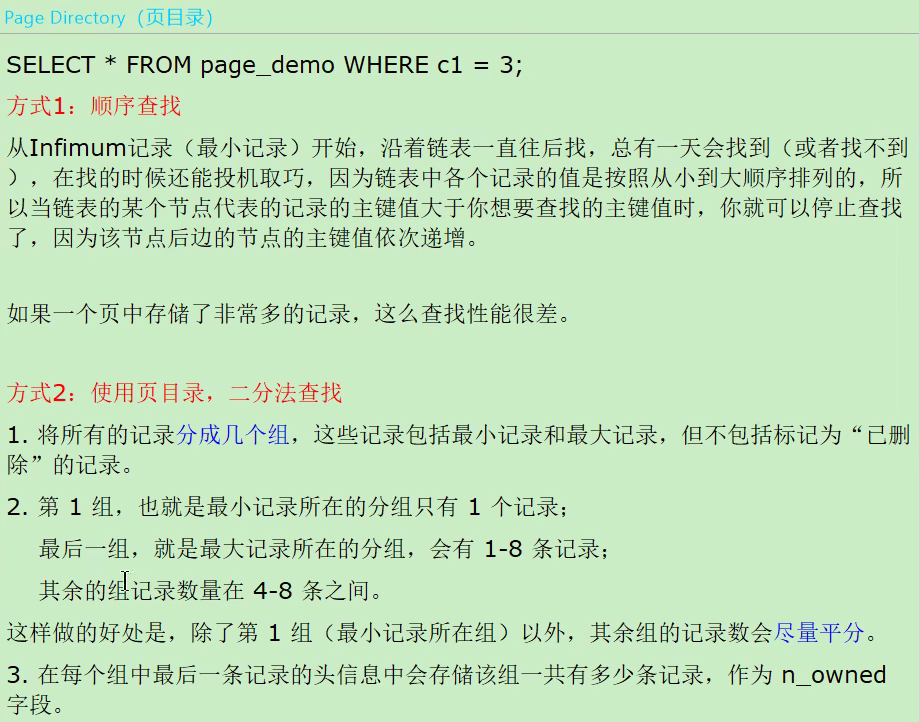 Page Directory（页目录）
SELECT * FROM page_demo WHERE c1 = 3;
方式1：顺序查找
从Infimum记录（最小记录）开始，沿着链表一直往后找，总有一天会找到（或者找不到
），在找的时候还能投机取巧，因为链表中各个记录的值是按照从小到大顺序排列的，所
以当链表的某个节点代表的记录的主键值大于你想要查找的主键值时，你就可以停止查找
了，因为该节点后边的节点的主键值依次递增。
如果一个页中存储了非常多的记录，这么查找性能很差。
方式2：使用页目录，二分法查找
1. 将所有的记录分成几个组，这些记录包括最小记录和最大记录，但不包括标记为“已删
除”的记录。
2. 第 1 组，也就是最小记录所在的分组只有 1 个记录；
最后一组，就是最大记录所在的分组，会有 1-8 条记录；
其余的组记录数量在 4-8 条之间。
这样做的好处是，除了第 1 组（最小记录所在组）以外，其余组的记录数会尽量平分。
3. 在每个组中最后一条记录的头信息中会存储该组一共有多少条记录，作为 n_owned
字段。